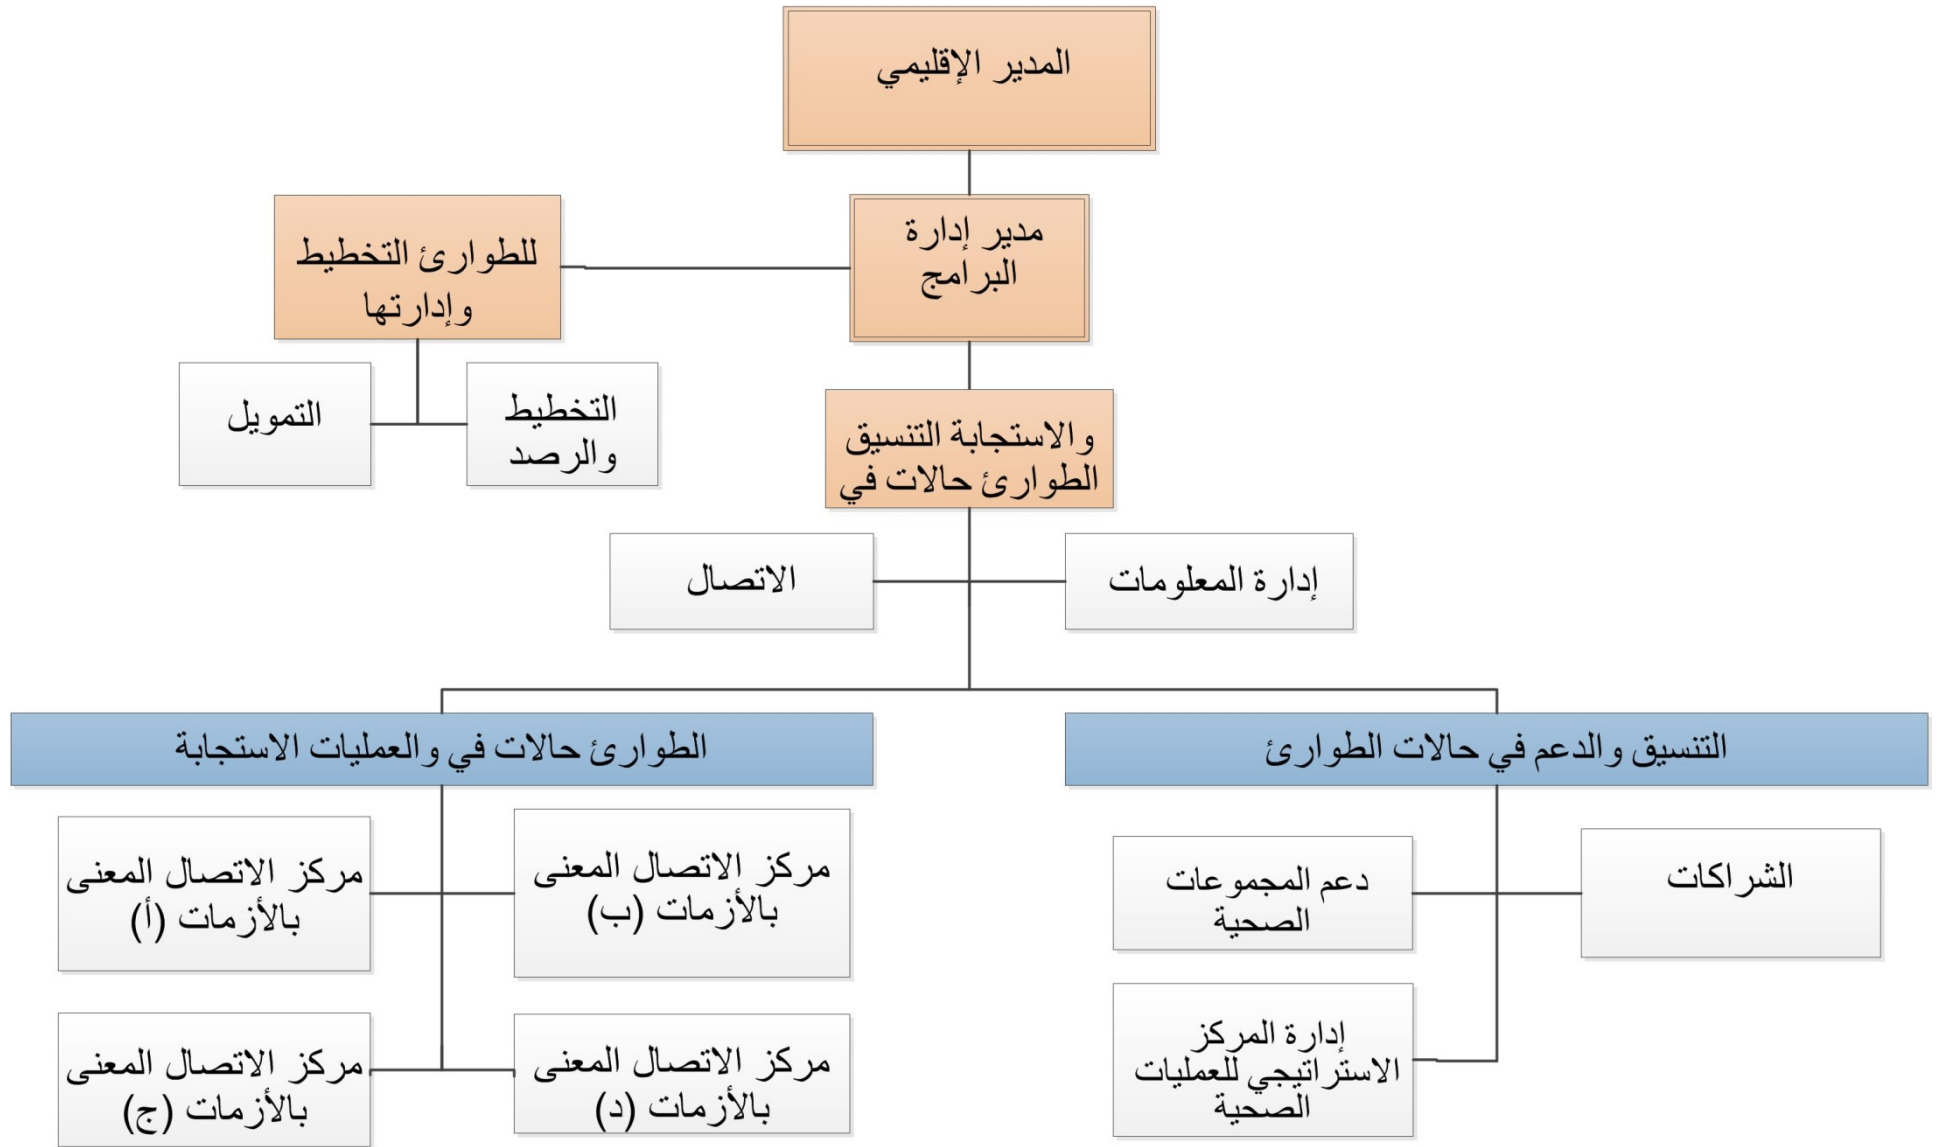 المدير الإقليمي
مدير إدارة
البرامج
للطوارئ التخطيط
وإدارتها
التخطيط
والرصد
التمويل
والاستجابة التنسيق
الطوارئ حالات في
إدارة المعلومات
الاتصال
التنسيق والدعم في حالات الطوارئ
الطوارئ حالات في والعمليات الاستجابة
الشراكات
دعم المجموعات
الصحية
إدارة المركز
الاستراتيجي للعمليات
الصحية
مركز الاتصال المعنى
بالأزمات (ب)
مركز الاتصال المعنى
بالأزمات (أ)
مركز الاتصال المعنى
بالأزمات (د)
مركز الاتصال المعنى
بالأزمات (ج)